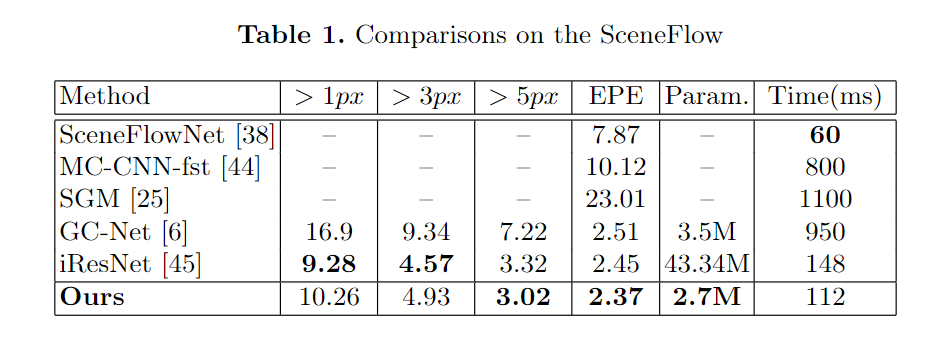 Table 1. Comparisons on the SceneFlow
Method > 1px > 3px > 5px EPE Param. Time(ms)
SceneFlowNet [38] – – – 7.87 – 60
MC-CNN-fst [44] – – – 10.12 – 800
SGM [25] – – – 23.01 – 1100
GC-Net [6] 16.9 9.34 7.22 2.51 3.5M 950
iResNet [45] 9.28 4.57 3.32 2.45 43.34M 148
Ours 10.26 4.93 3.02 2.37 2.7M 112